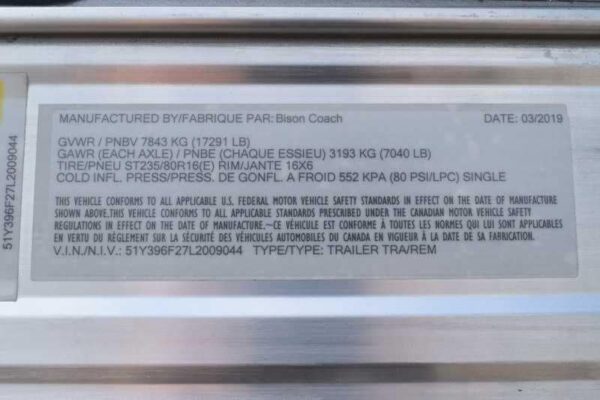 MANUFACTURED BY/FABRIQUE PAR: Bison Coach DATE: 03/2019
GVWR / PNBV 7843 KG (17291 LB)
GAWR (EACH AXLE) / PNBE (CHAQUE ESSIEU) 3193 KG (7040 LB)
TIRE/PNEU ST235/80R16(E) RIM/JANTE 16X6
COLD INFL. PRESS/PRESS. DE GONFL. A FROID 552 KPA (80 PSI/LPC) SINGLE
THIS VEHICLE CONFORMS TO ALL APPLICABLE U.S. FEDERAL MOTOR VEHICLE SAFETY STANDARDS IN EFFECT ON THE DATE OF MANUFACTURE
SHOWN ABOVE./THIS VEHICLE CONFORMS TO ALL APPLICABLE STANDARDS PRESCRIBED UNDER THE CANADIAN MOTOR VEHICLE SAFETY
REGULATIONS IN EFFECT ON THE DATE OF MANUFACTURE.~CE VÉHICULE EST CONFORME À TOUTES LES NORMES QUI LUI SONT APPLICABLES
EN VERTU DU RÈGLEMENT SUR LA SÉCURITÉ DES VÉHICULES AUTOMOBILES DU CANADA EN VIGUEUR À LA DATE DE SA FABRICATION.
V.I.N./N.I.V.: 51Y396F27L2009044 TYPE/TYPE: TRAILER TRA/REM
51Y396F27L2009044